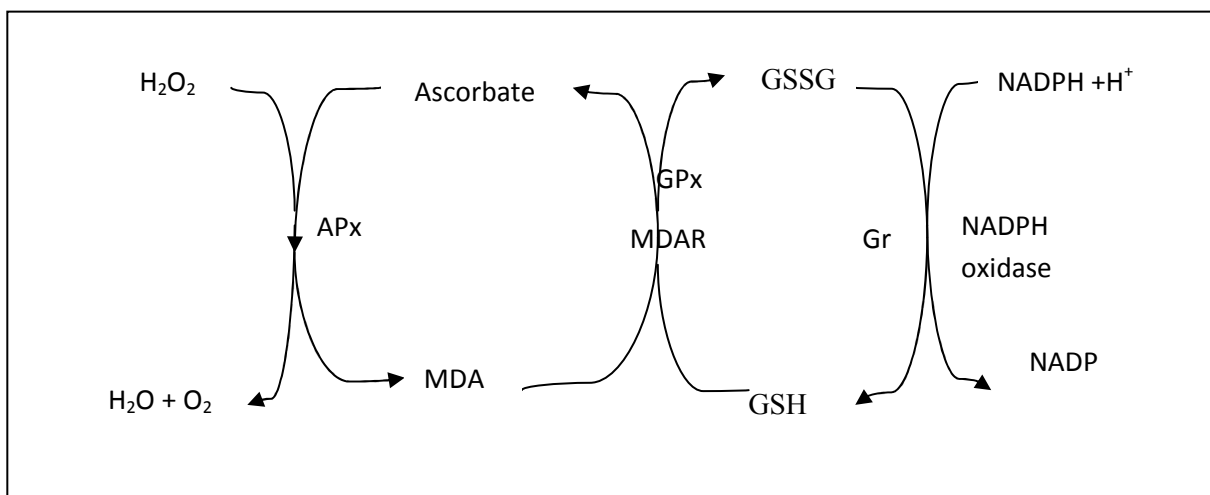 H₂O₂
Ascorbate
GSSG
NADPH +H⁺
GPx
APx
MDAR
Gr
NADPH
oxidase
MDA
NADP
H₂O + O₂
GSH